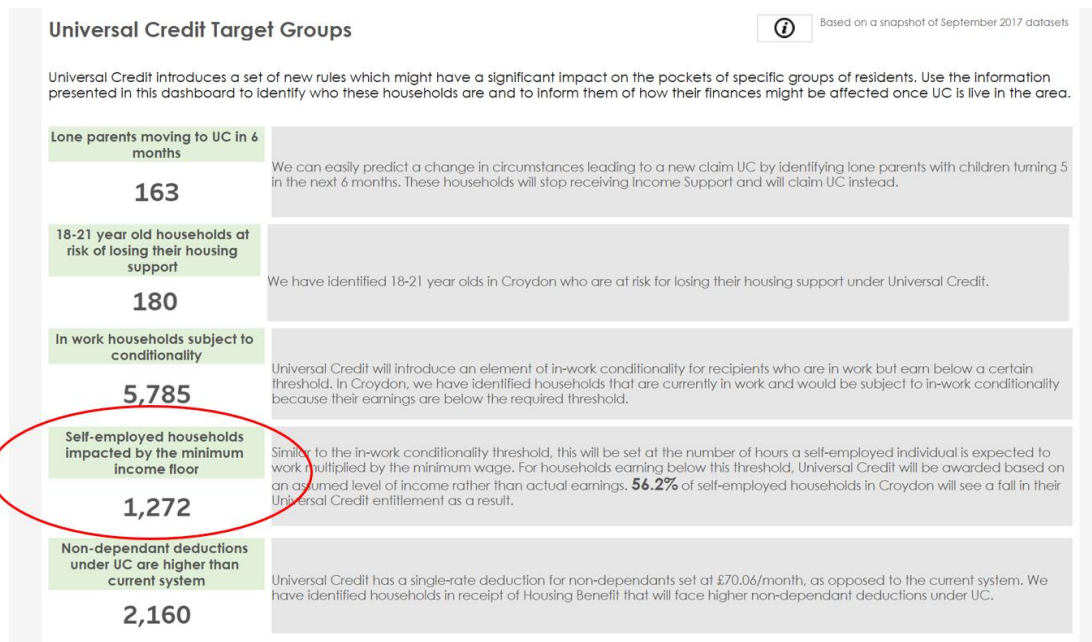 Universal Credit Target Groups
Based on a snapshot of September 2017 datasets
Universal Credit introduces a set of new rules which might have a significant impact on the pockets of specific groups of residents. Use the information
presented in this dashboard to identify who these households are and to inform them of how their finances might be affected once UC is live in the area.
Lone parents moving to UC in 6
months
163
We can easily predict a change in circumstances leading to a new claim UC by identifying lone parents with children turning 5
in the next 6 months. These households will stop receiving Income Support and will claim UC instead.
18-21 year old households at
risk of losing their housing
support
180
We have identified 18-21 year olds in Croydon who are at risk for losing their housing support under Universal Credit.
In work households subject to
conditionality
5,785
Universal Credit will introduce an element of in-work conditionality for recipients who are in work but earn below a certain
threshold. In Croydon, we have identified households that are currently in work and would be subject to in-work conditionality
because their earnings are below the required threshold.
Self-employed households
impacted by the minimum
income floor
1,272
Similar to the in-work conditionality threshold, this will be set at the number of hours a self-employed individual is expected to
work multiplied by the minimum wage. For households earning below this threshold, Universal Credit will be awarded based on
an assumed level of income rather than actual earnings. 56.2% of self-employed households in Croydon will see a fall in their
Universal Credit entitlement as a result.
Non-dependant deductions
under UC are higher than
current system
2,160
Universal Credit has a single-rate deduction for non-dependants set at £70.06/month, as opposed to the current system. We
have identified households in receipt of Housing Benefit that will face higher non-dependant deductions under UC.